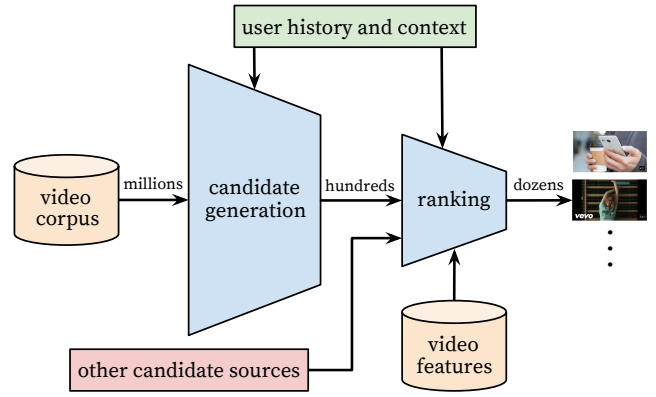 user history and context
video
corpus
millions
candidate
generation
hundreds
ranking
dozens
vevo
other candidate sources
video
features